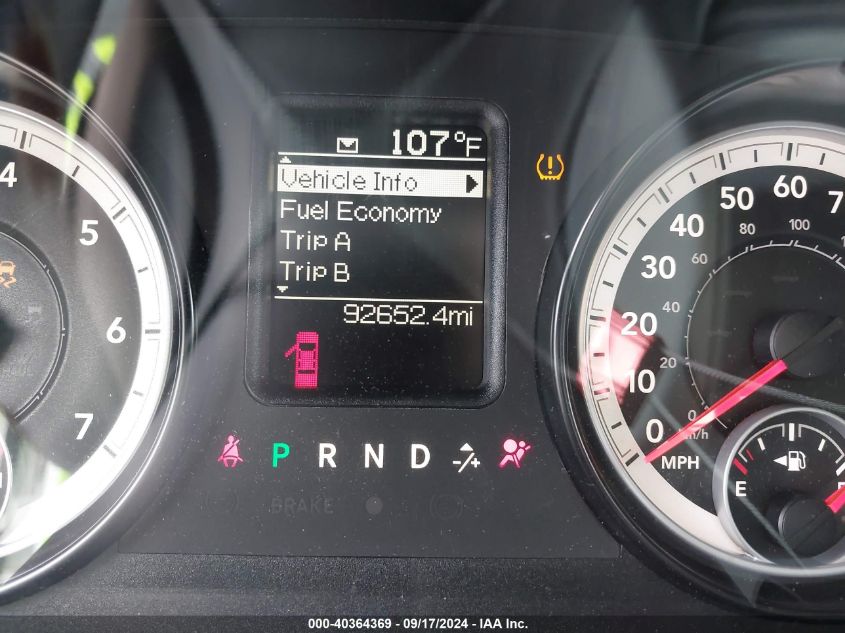 107°F
Vehicle Info
Fuel Economy
Trip A
Trip B
92652.4mi
4
5
6
7
P R N D -/+
BRAKE
0
10
20
30
40
50
60
0
20
40
60
80
100
km/h
MPH
E
000-40364369 - 09/17/2024 - IAA Inc.